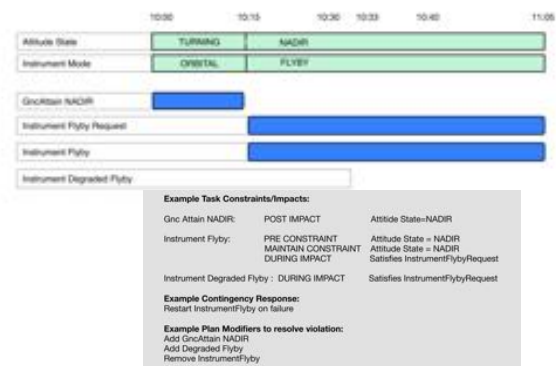 10:00 10:15 10:30 10:33 10:40 11:05
Attitude State TURNING NADIR
Instrument Mode ORBITAL FLYBY
GncAttain NADIR
Instrument Flyby Request
Instrument Flyby
Instrument Degraded Flyby
Example Task Constraints/Impacts:
Gnc Attain NADIR: POST IMPACT Attitide State=NADIR
Instrument Flyby: PRE CONSTRAINT Attitude State = NADIR
MAINTAIN CONSTRAINT Attitude State = NADIR
DURING IMPACT Satisfies InstrumentFlybyRequest
Instrument Degraded Flyby : DURING IMPACT Satisfies InstrumentFlybyRequest
Example Contingency Response:
Restart InstrumentFlyby on failure
Example Plan Modifiers to resolve violation:
Add GncAttain NADIR
Add Degraded Flyby
Remove InstrumentFlyby